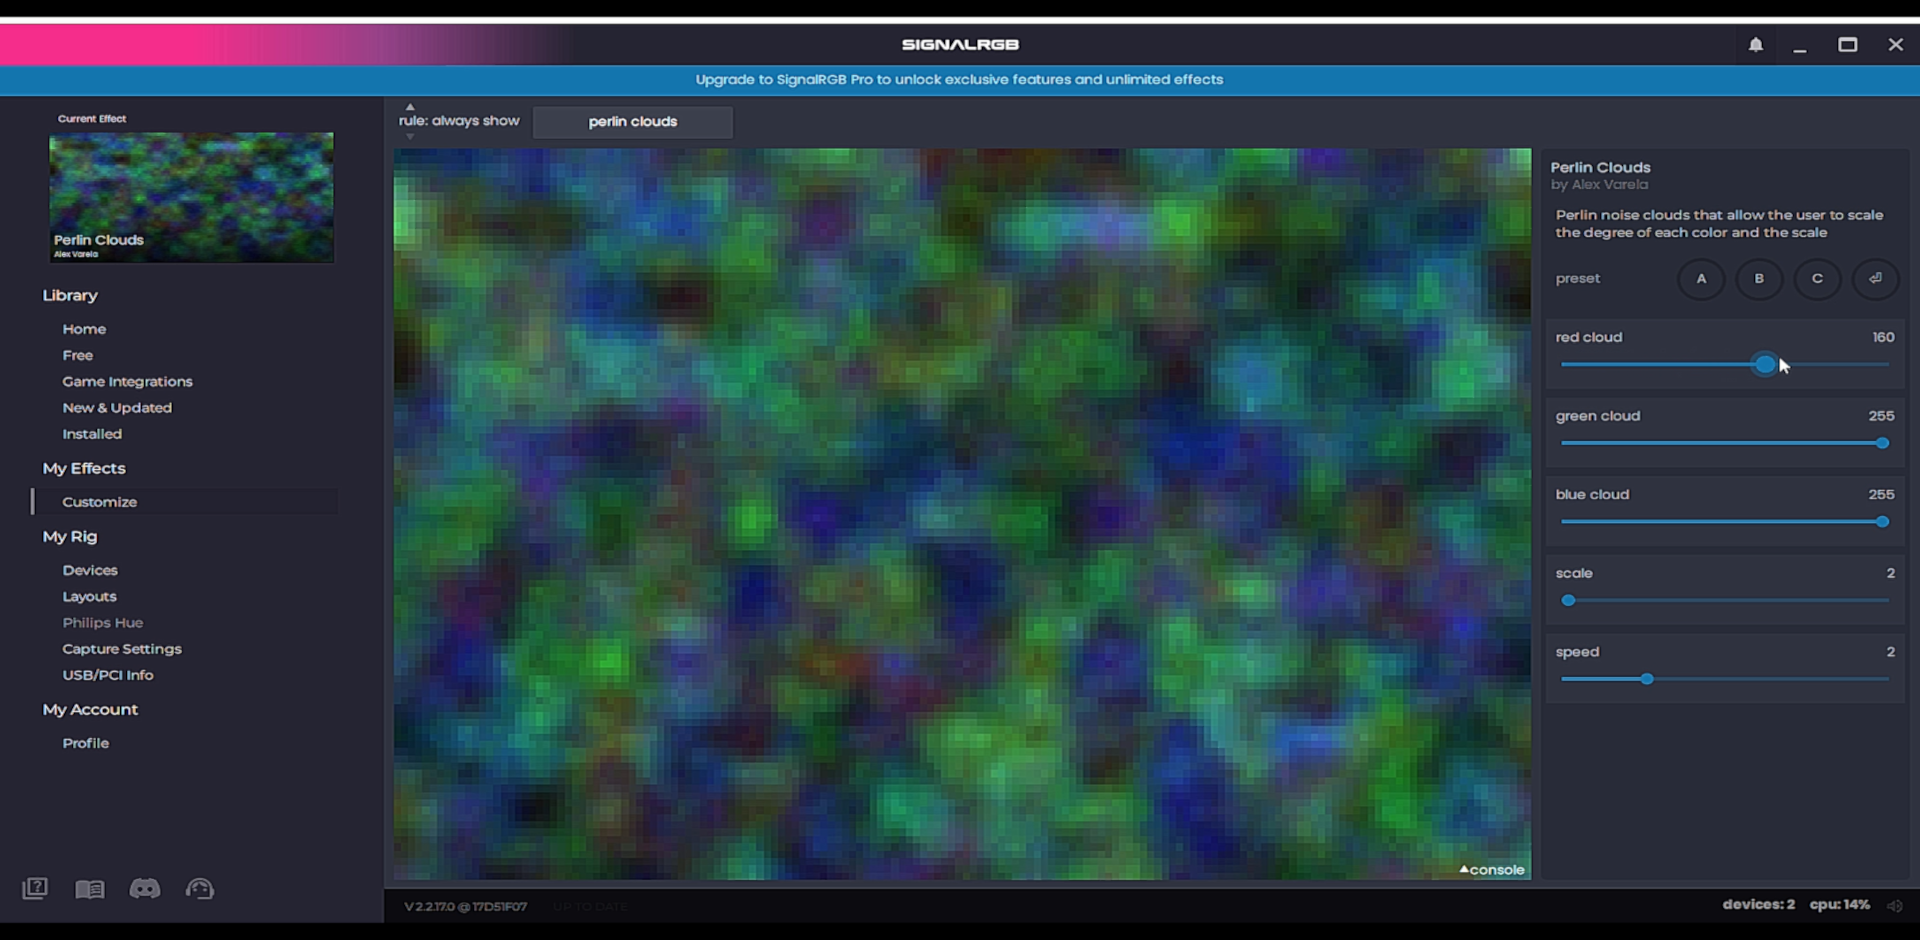 SIGNALRGB
Upgrade to SignalRGB Pro to unlock exclusive features and unlimited effects
Current Effect
Perlin Clouds
Alex Varela
Library
Home
Free
Game Integrations
New & Updated
Installed
My Effects
Customize
My Rig
Devices
Layouts
Philips Hue
Capture Settings
USB/PCI Info
My Account
Profile
rule: always show
perlin clouds
console
Perlin Clouds
by Alex Varela
Perlin noise clouds that allow the user to scale
the degree of each color and the scale
preset A B C
red cloud 160
green cloud 255
blue cloud 255
scale 2
speed 2
V 2.2.17.0 @ 17D51F07 UP TO DATE
devices: 2 cpu: 14%